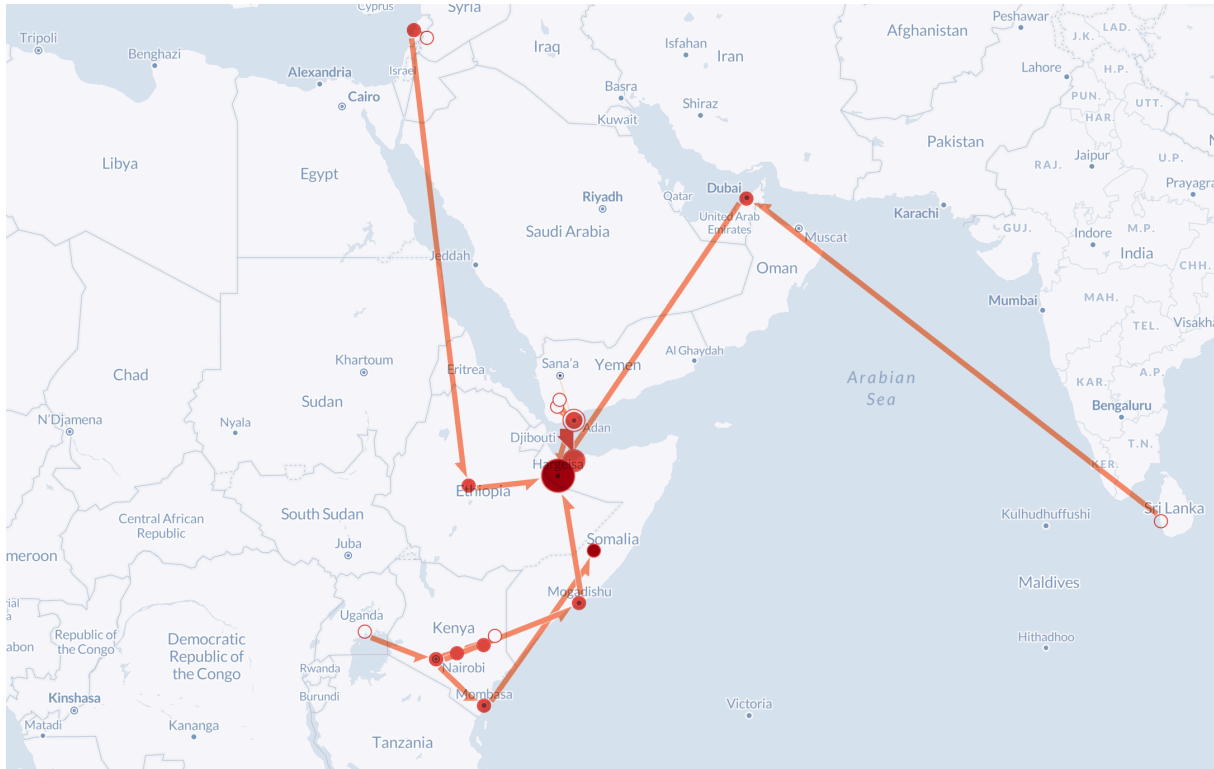 Cyprus
Syria
Tripoli
Benghazi
Alexandria
Cairo
Israel
Iraq
Isfahan
Iran
Basra
Kuwait
Shiraz
Afghanistan
Peshawar
J.K.
LAD.
Lahore
H.P.
PUN.
UTT.
HAR.
Pakistan
Libya
Egypt
Riyadh
Saudi Arabia
Qatar
Dubai
United Arab
Emirates
Muscat
Oman
Karachi
RAJ.
Jaipur
U.P.
Prayagra
GUJ.
Indore
M.P.
India
CHH.
Jeddah
Mumbai
MAH.
TEL.
Visakha
Chad
Khartoum
Sudan
Eritrea
Sana'a
Yemen
Al Ghaydah
Arabian
Sea
KAR.
A.P.
Bengaluru
N'Djamena
Nyala
Djibouti
Adan
T.N.
KER.
Hargeisa
Ethiopia
South Sudan
Central African
Republic
Juba
meroon
Somalia
Kulhudhuffushi
Sri Lanka
Mogadishu
Maldives
Uganda
Kenya
Hithadhoo
Republic of
the Congo
abon
Democratic
Republic of
the Congo
Rwanda
Nairobi
Burundi
Mombasa
Kinshasa
Matadi
Kananga
Tanzania
Victoria